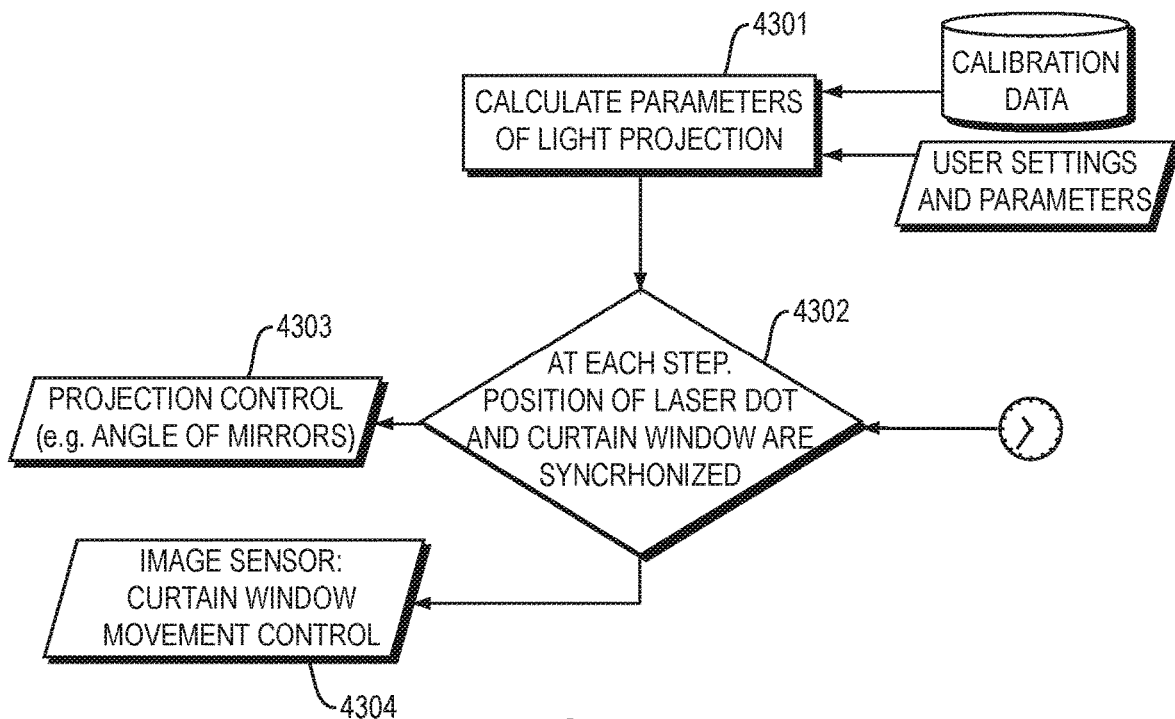 4301
CALCULATE PARAMETERS
OF LIGHT PROJECTION
CALIBRATION
DATA
USER SETTINGS
AND PARAMETERS
4302
AT EACH STEP.
POSITION OF LASER DOT
AND CURTAIN WINDOW ARE
SYNCRHONIZED
4303
PROJECTION CONTROL
(e.g. ANGLE OF MIRRORS)
IMAGE SENSOR:
CURTAIN WINDOW
MOVEMENT CONTROL
4304